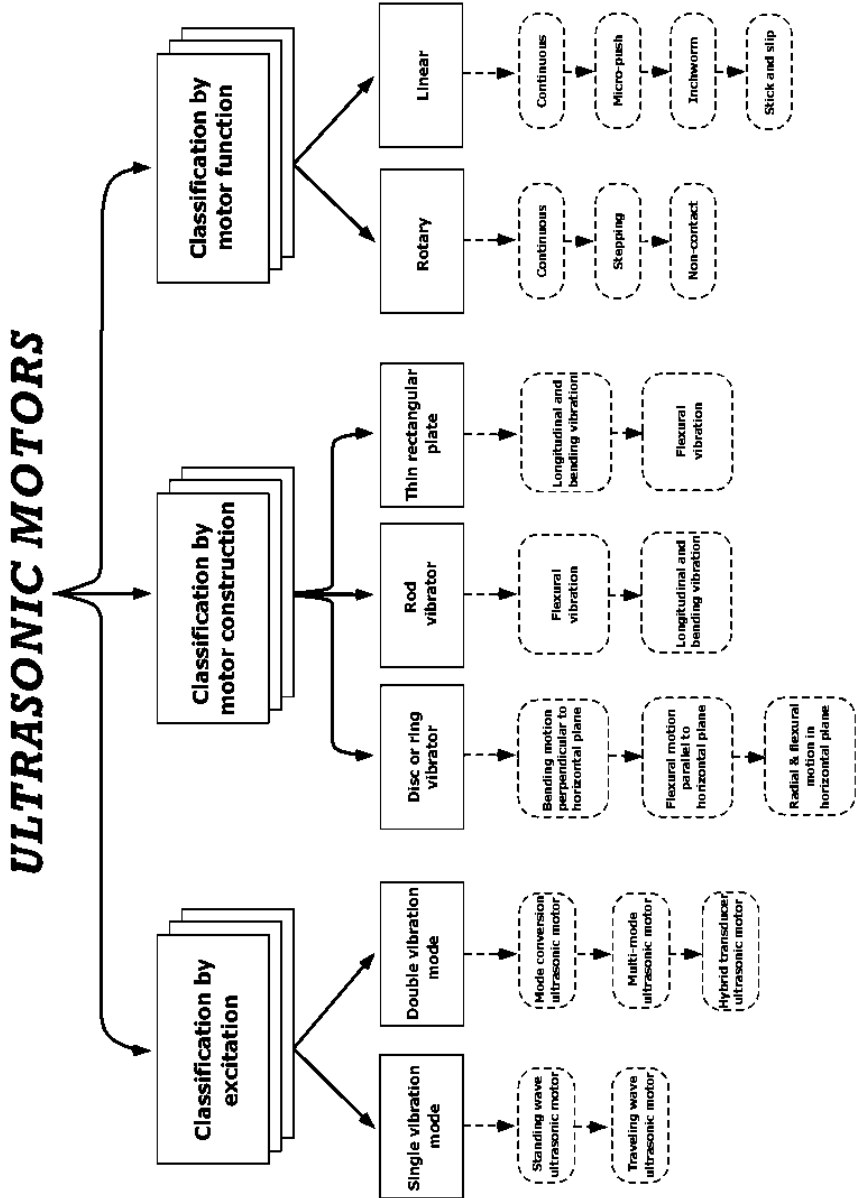 ULTRASONIC MOTORS
Classification by
excitation
Classification by
motor construction
Classification by
motor function
Single vibration
mode
Double vibration
mode
Disc or ring
vibrator
Rod
vibrator
Thin rectangular
plate
Rotary
Linear
Standing wave
ultrasonic motor
Traveling wave
ultrasonic motor
Mode conversion
ultrasonic motor
Multi-mode
ultrasonic motor
Hybrid transducer
ultrasonic motor
Bending motion
perpendicular to
horizontal plane
Flexural motion
parallel to
horizontal plane
Radial & flexural
motion in
horizontal plane
Flexural
vibration
Longitudinal and
bending vibration
Longitudinal and
bending vibration
Flexural
vibration
Continuous
Stepping
Non-contact
Continuous
Micro-push
Inchworm
Stick and slip